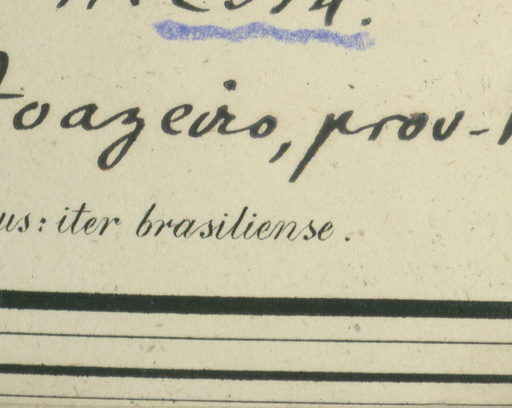 Joazeiro, prov-
us: iter brasiliense.